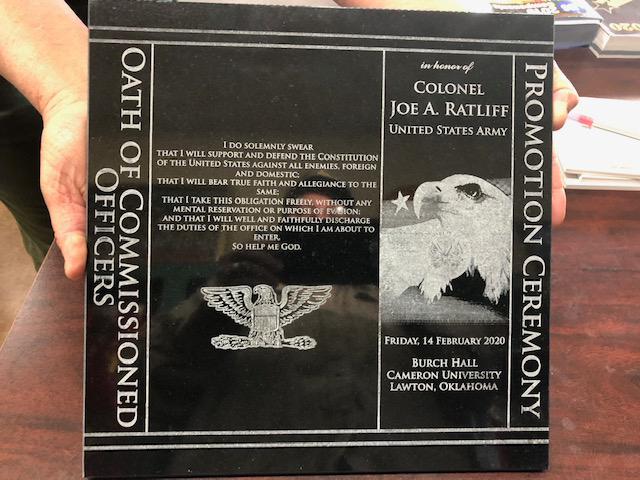 OATH OF COMMISSIONED
OFFICERS
I DO SOLEMNLY SWEAR
THAT I WILL SUPPORT AND DEFEND THE CONSTITUTION
OF THE UNITED STATES AGAINST ALL ENEMIES, FOREIGN
AND DOMESTIC;
THAT I WILL BEAR TRUE FAITH AND ALLEGIANCE TO THE
SAME;
THAT I TAKE THIS OBLIGATION FREELY, WITHOUT ANY
MENTAL RESERVATION OR PURPOSE OF EVASION;
AND THAT I WILL WELL AND FAITHFULLY DISCHARGE
THE DUTIES OF THE OFFICE ON WHICH I AM ABOUT TO
ENTER.
SO HELP ME GOD.
in honor of
COLONEL
JOE A. RATLIFF
UNITED STATES ARMY
FRIDAY, 14 FEBRUARY 2020
BURCH HALL
CAMERON UNIVERSITY
LAWTON, OKLAHOMA
PROMOTION CEREMONY
2020